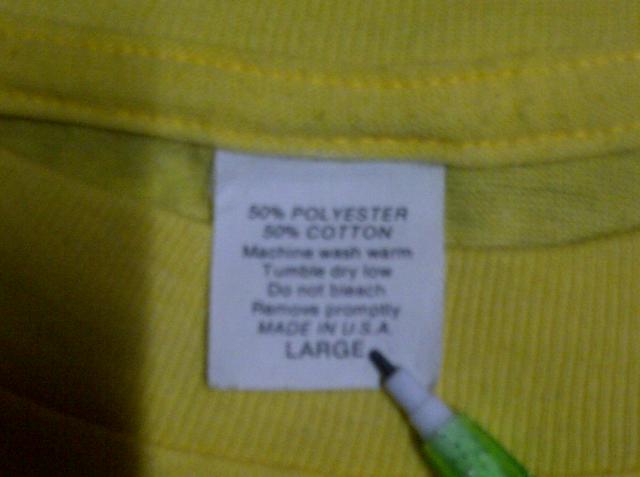 50% POLYESTER
50% COTTON
Machine wash warm
Tumble dry low
Do not bleach
Remove promptly
MADE IN U.S.A.
LARGE